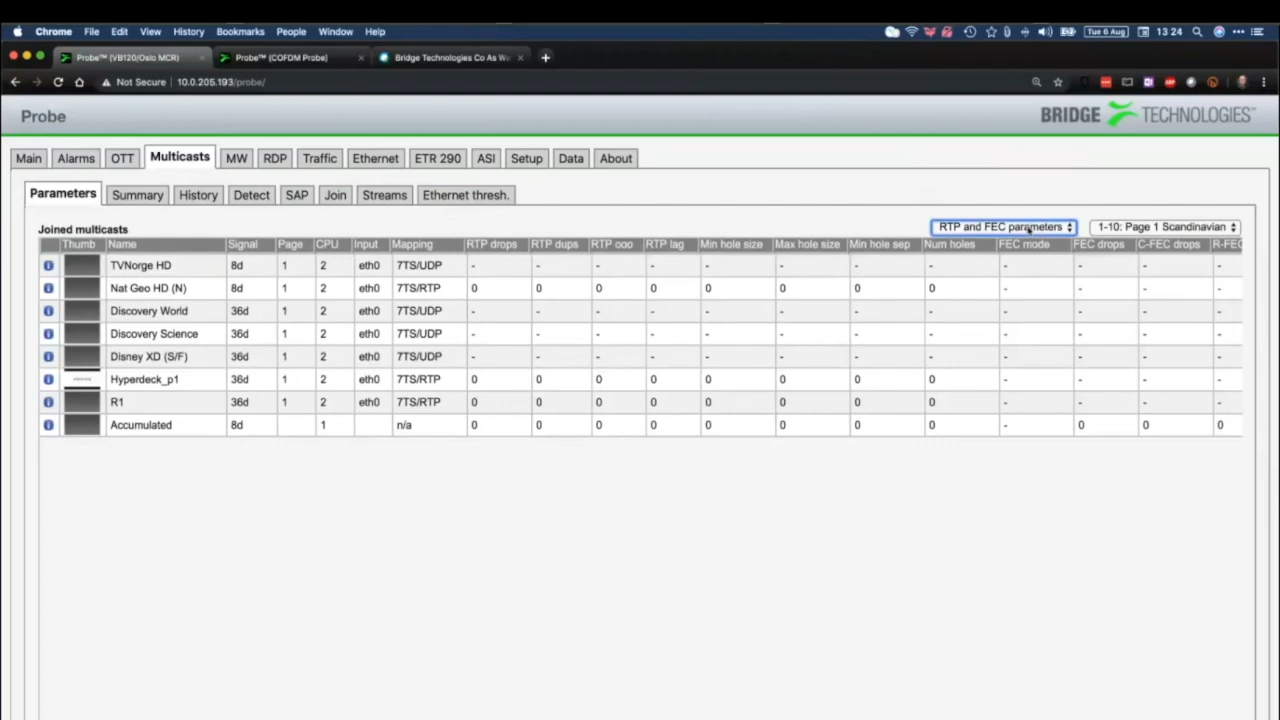 Chrome File Edit View History Bookmarks People Window Help Tue 6 Aug 13 24
Probe™ (VB120/Oslo MCR) Probe™ (COFDM Probe) Bridge Technologies Co As W
Not Secure 10.0.205.193/probe/
Probe BRIDGE TECHNOLOGIES™
Main Alarms OTT Multicasts MW RDP Traffic Ethernet ETR 290 ASI Setup Data About
Parameters Summary History Detect SAP Join Streams Ethernet thresh.
Joined multicasts RTP and FEC parameters 1-10: Page 1 Scandinavian
Thumb Name Signal Page CPU Input Mapping RTP drops RTP dups RTP ooo RTP lag Min hole size Max hole size Min hole sep Num holes FEC mode FEC drops C-FEC drops R-FEC
TVNorge HD 8d 1 2 eth0 7TS/UDP - - - - - - - - - - - -
Nat Geo HD (N) 8d 1 2 eth0 7TS/RTP 0 0 0 0 0 0 0 0 - - - -
Discovery World 36d 1 2 eth0 7TS/UDP - - - - - - - - - - - -
Discovery Science 36d 1 2 eth0 7TS/UDP - - - - - - - - - - - -
Disney XD (S/F) 36d 1 2 eth0 7TS/UDP - - - - - - - - - - - -
Hyperdeck_p1 36d 1 2 eth0 7TS/RTP 0 0 0 0 0 0 0 0 - - - -
R1 36d 1 2 eth0 7TS/RTP 0 0 0 0 0 0 0 0 - - - -
Accumulated 8d 1 n/a 0 0 0 0 0 0 0 0 - 0 0 0